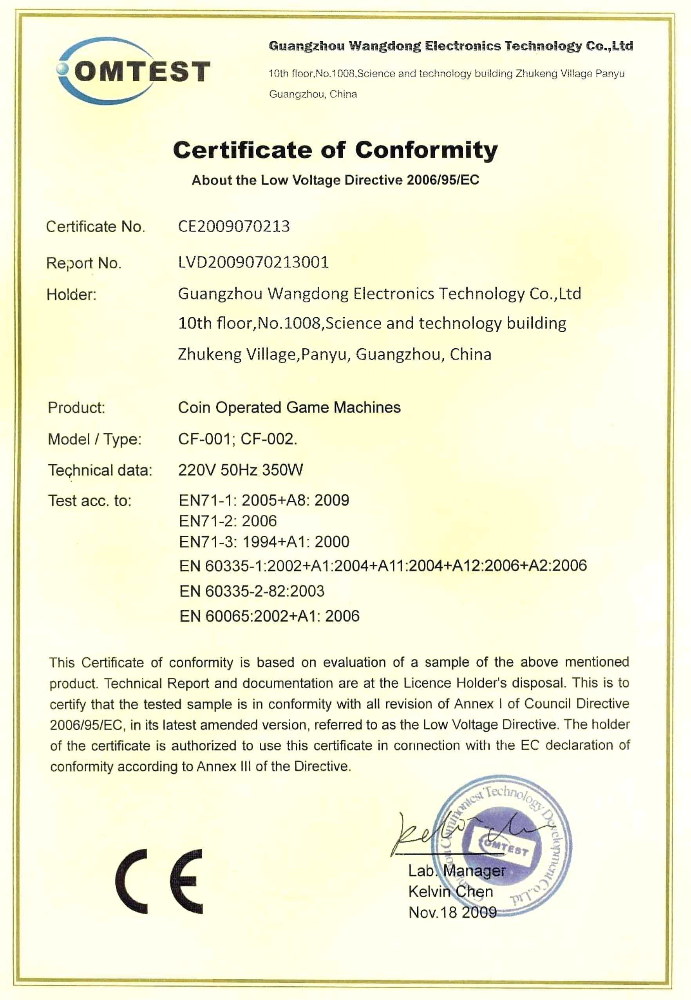 COMTEST
Guangzhou Wangdong Electronics Technology Co.,Ltd
10th floor,No.1008,Science and technology building Zhukeng Village Panyu
Guangzhou, China
Certificate of Conformity
About the Low Voltage Directive 2006/95/EC
Certificate No. CE2009070213
Report No. LVD2009070213001
Holder: Guangzhou Wangdong Electronics Technology Co.,Ltd
10th floor,No.1008,Science and technology building
Zhukeng Village,Panyu, Guangzhou, China
Product: Coin Operated Game Machines
Model / Type: CF-001; CF-002.
Technical data: 220V 50Hz 350W
Test acc. to: EN71-1: 2005+A8: 2009
EN71-2: 2006
EN71-3: 1994+A1: 2000
EN 60335-1:2002+A1:2004+A11:2004+A12:2006+A2:2006
EN 60335-2-82:2003
EN 60065:2002+A1: 2006
This Certificate of conformity is based on evaluation of a sample of the above mentioned
product. Technical Report and documentation are at the Licence Holder's disposal. This is to
certify that the tested sample is in conformity with all revision of Annex I of Council Directive
2006/95/EC, in its latest amended version, referred to as the Low Voltage Directive. The holder
of the certificate is authorized to use this certificate in connection with the EC declaration of
conformity according to Annex III of the Directive.
Commontest Technology Development Co.Ltd
COMTEST
CE
Lab. Manager
Kelvin Chen
Nov.18 2009